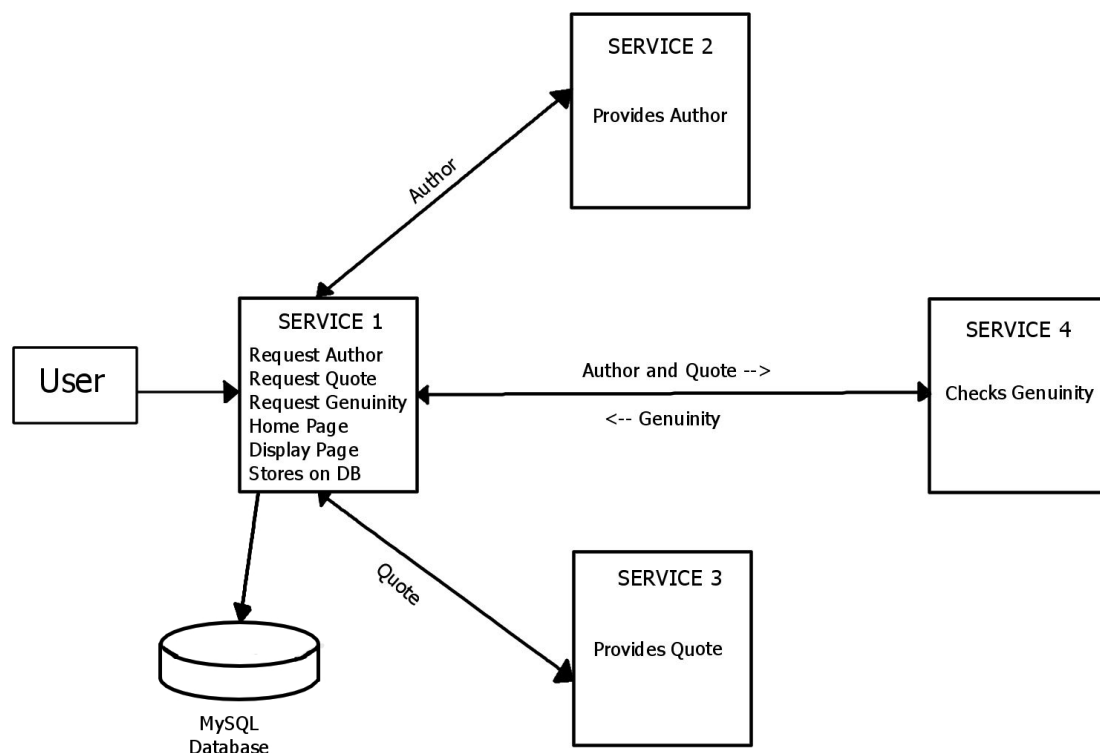 SERVICE 2
Provides Author
Author
SERVICE 1
Request Author
Request Quote
Request Genuinity
Home Page
Display Page
Stores on DB
User
Author and Quote -->
<-- Genuinity
SERVICE 4
Checks Genuinity
Quote
SERVICE 3
Provides Quote
MySQL
Database